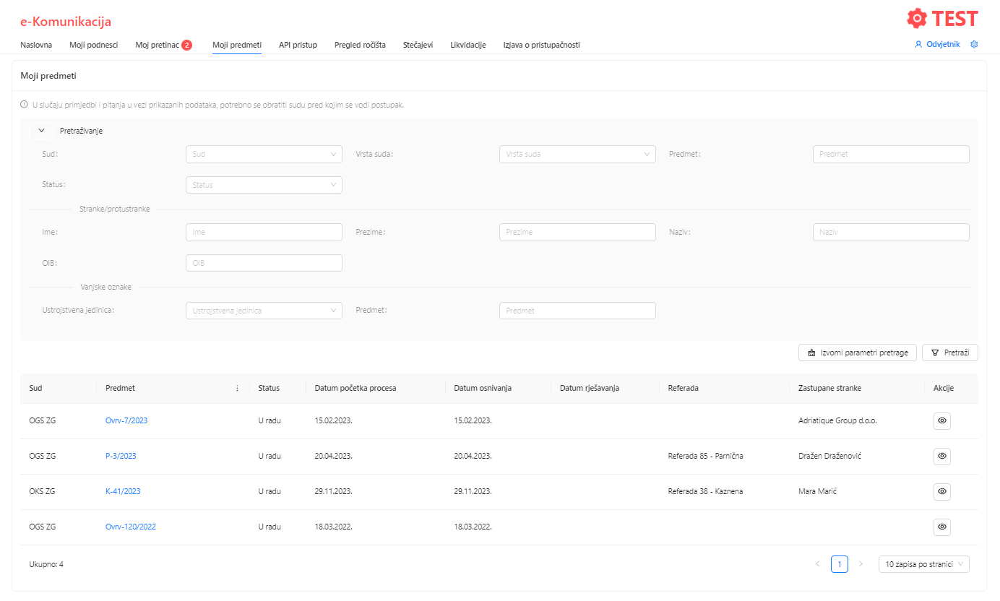 e-Komunikacija
TEST
Naslovna Moji podnesci Moj pretinac 2 Moji predmeti API pristup Pregled ročišta Stečajevi Likvidacije Izjava o pristupačnosti Odvjetnik
Moji predmeti
U slučaju primjedbi i pitanja u vezi prikazanih podataka, potrebno se obratiti sudu pred kojim se vodi postupak.
Pretraživanje
Sud: Sud Vrsta suda: Vrsta suda Predmet: Predmet
Status: Status
Stranke/protustranke
Ime: Ime Prezime: Prezime Naziv: Naziv
OIB: OIB
Vanjske oznake
Ustrojstvena jedinica: Ustrojstvena jedinica Predmet: Predmet
Izvorni parametri pretrage Pretraži
Sud Predmet Status Datum početka procesa Datum osnivanja Datum rješavanja Referada Zastupane stranke Akcije
OGS ZG Ovrv-7/2023 U radu 15.02.2023. 15.02.2023. Adriatique Group d.o.o.
OGS ZG P-3/2023 U radu 20.04.2023. 20.04.2023. Referada 85 - Parnična Dražen Draženović
OKS ZG K-41/2023 U radu 29.11.2023. 29.11.2023. Referada 38 - Kaznena Mara Marić
OGS ZG Ovrv-120/2022 U radu 18.03.2022. 18.03.2022.
Ukupno: 4 < 1 > 10 zapisa po stranici